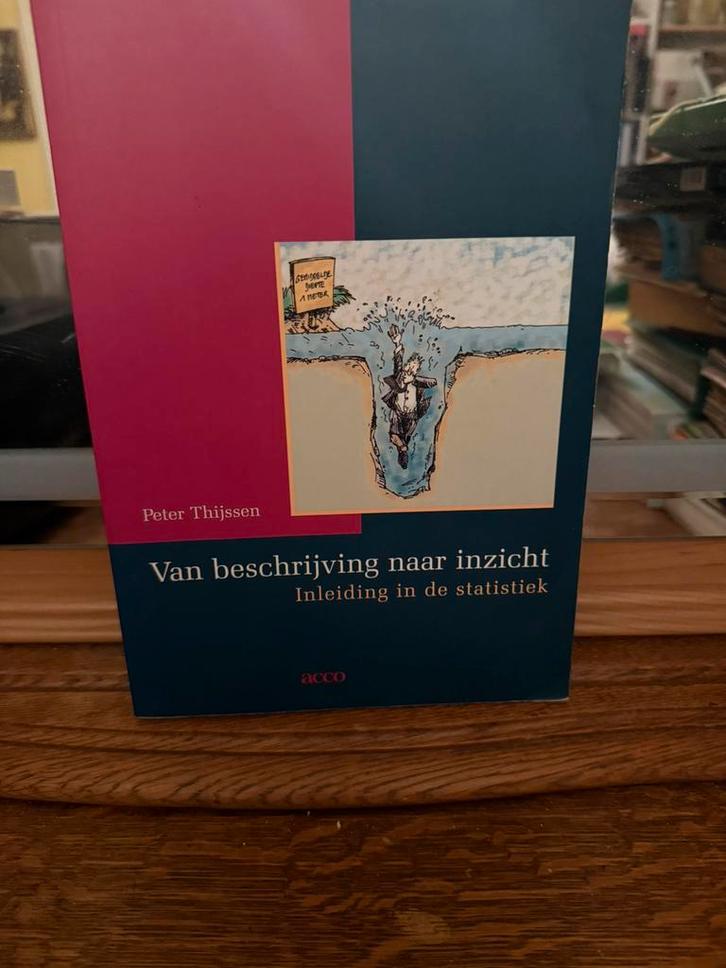 GEMIDDELDE
DIEPTE
1 METER
Peter Thijssen
Van beschrijving naar inzicht
Inleiding in de statistiek
acco